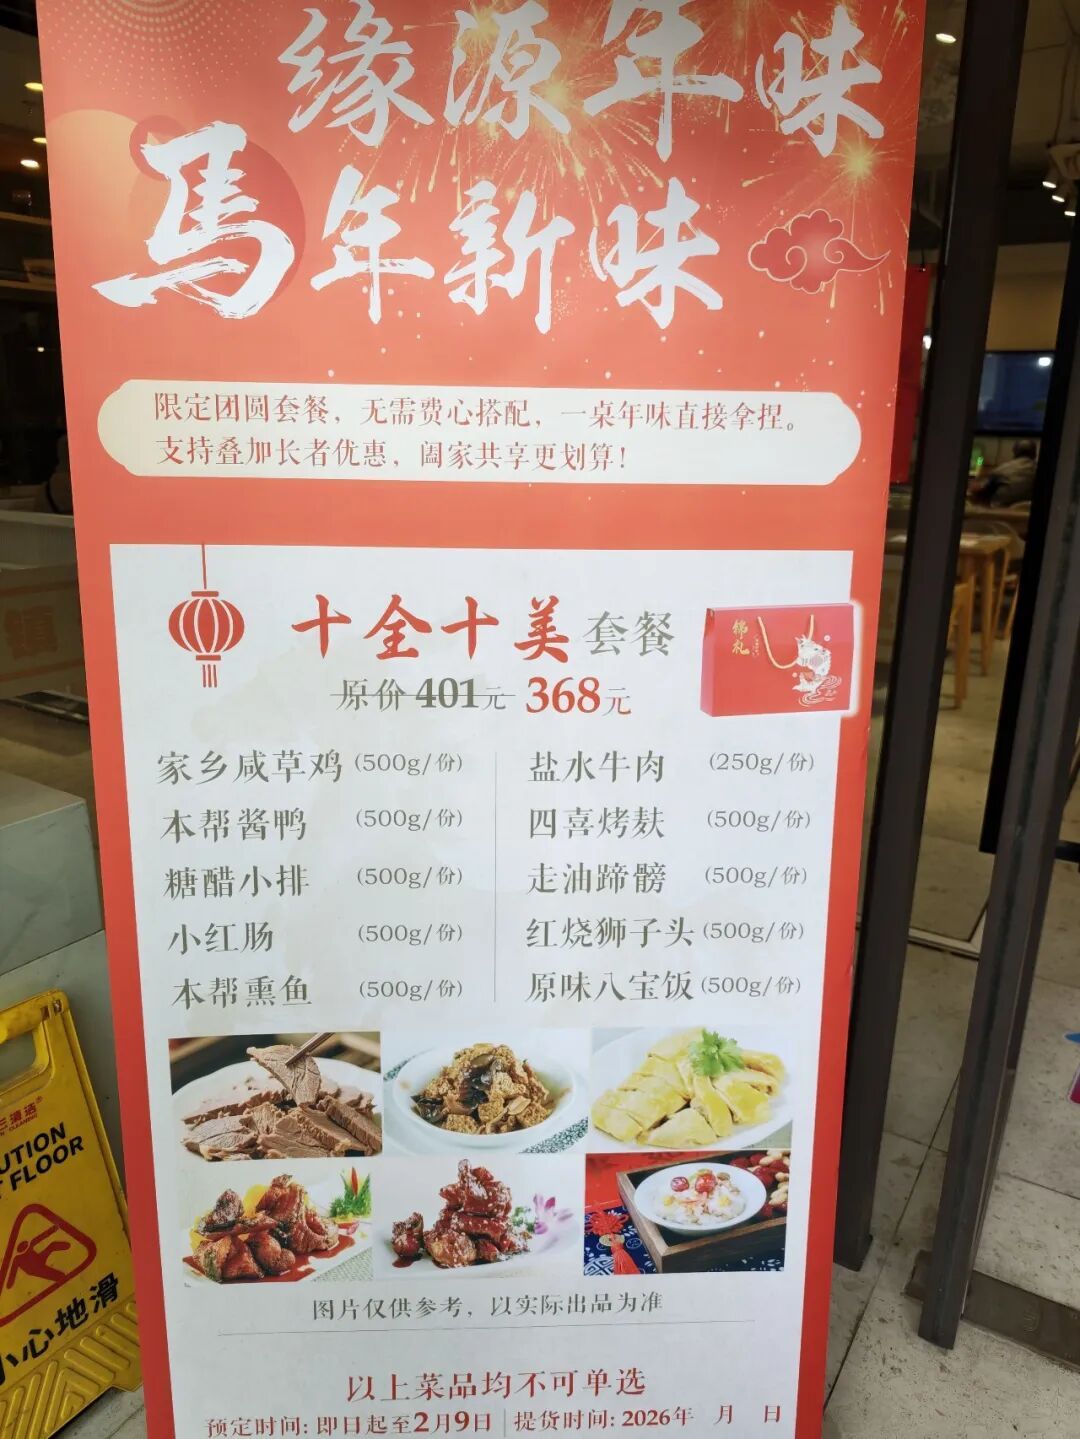 缘源年味
馬年新味
限定团圆套餐，无需费心搭配，一桌年味直接拿捏。
支持叠加长者优惠，阖家共享更划算！
十全十美套餐
锦礼
原价401元 368元
家乡咸草鸡 (500g/份) 盐水牛肉 (250g/份)
本帮酱鸭 (500g/份) 四喜烤麸 (500g/份)
糖醋小排 (500g/份) 走油蹄髈 (500g/份)
小红肠 (500g/份) 红烧狮子头 (500g/份)
本帮熏鱼 (500g/份) 原味八宝饭 (500g/份)
图片仅供参考，以实际出品为准
以上菜品均不可单选
预定时间: 即日起至2月9日 提货时间: 2026年 月 日
UTION
FLOOR
小心地滑